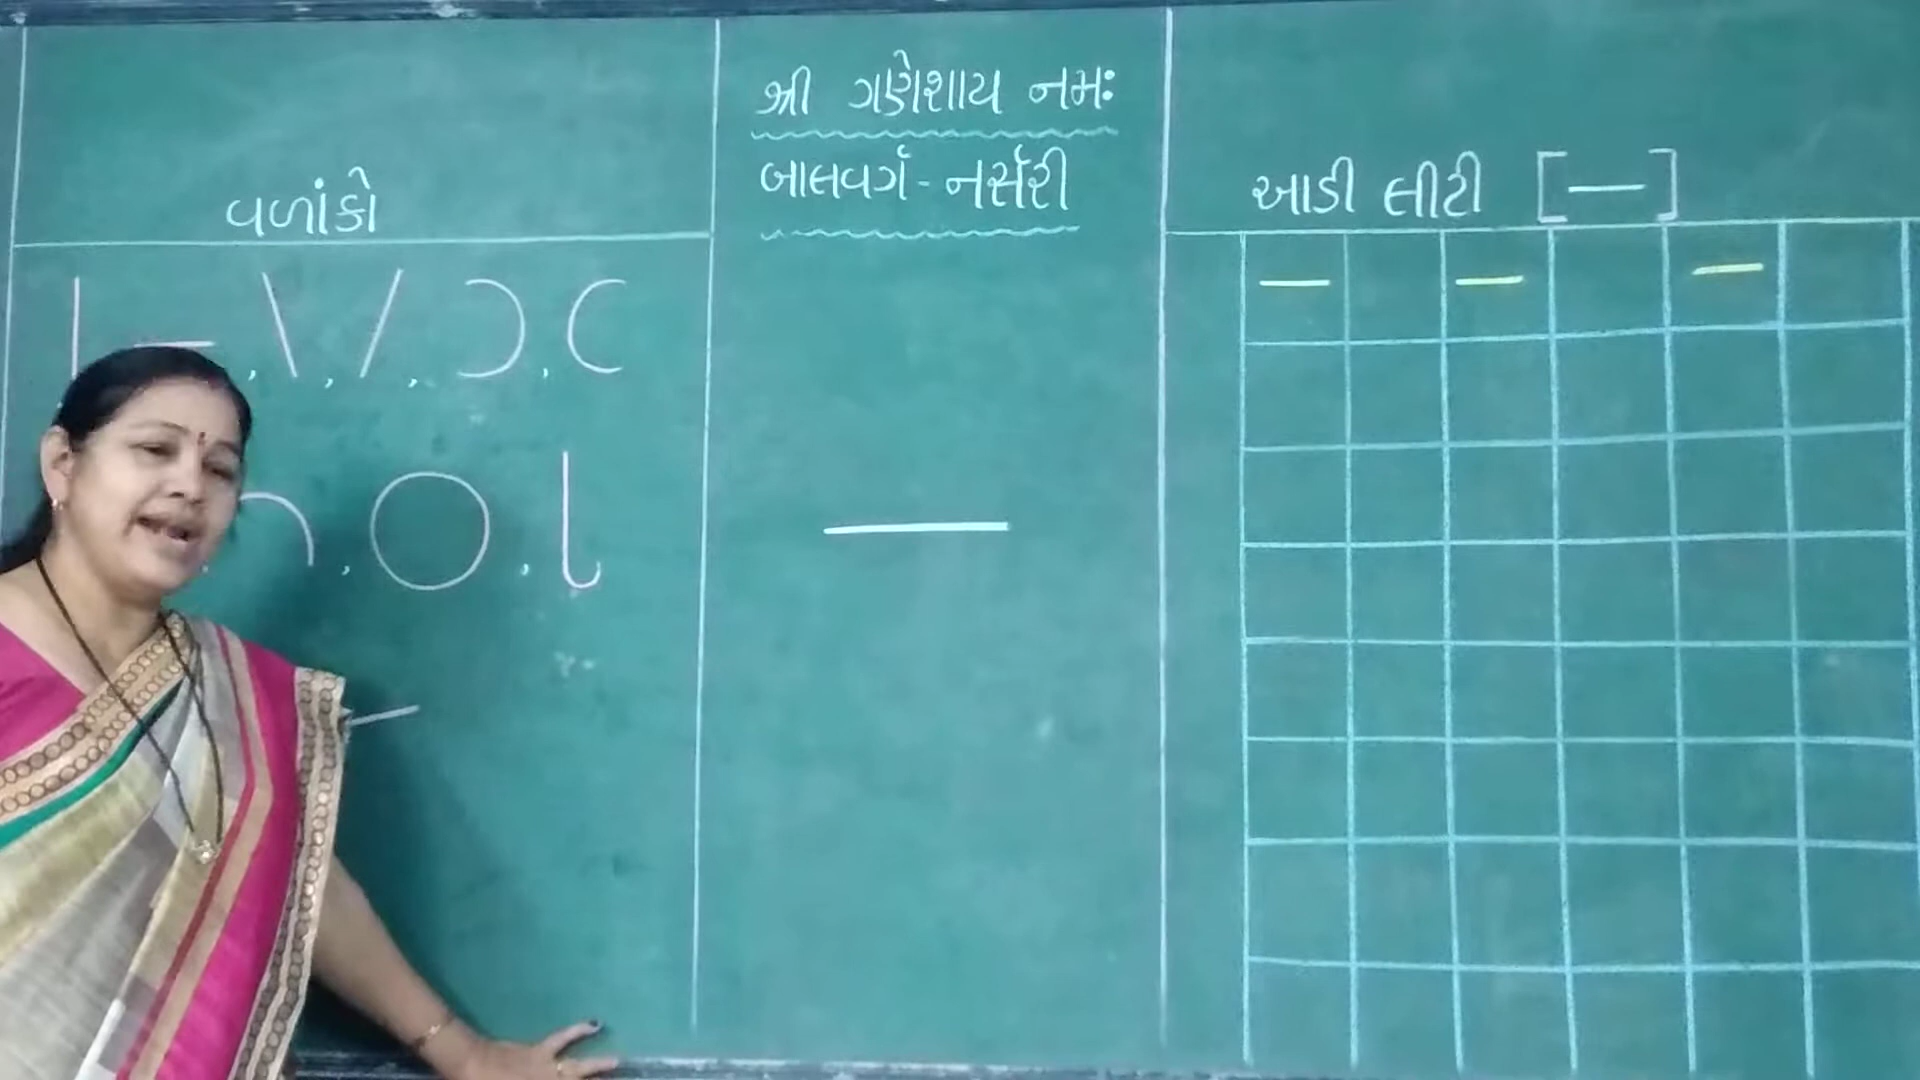 શ્રી ગણેશાય નમઃ
બાલવર્ગ - નર્સરી
વળાંકો
આડી લીટી [—]